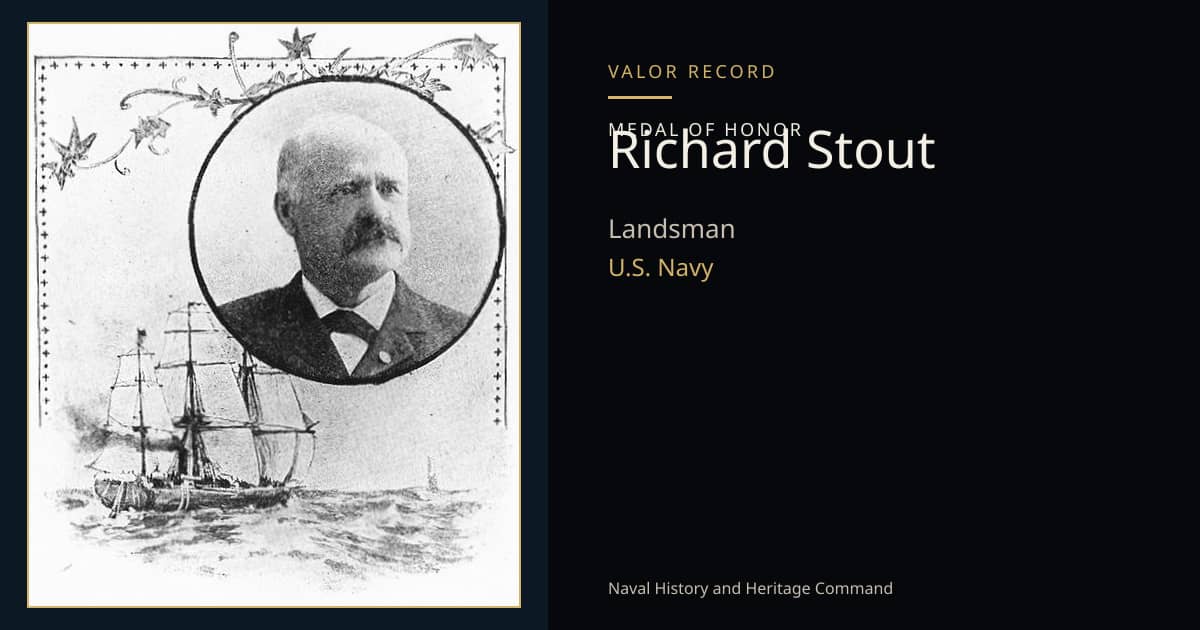 VALOR RECORD
MEDAL OF HONOR
Richard Stout
Landsman
U.S. Navy
Naval History and Heritage Command